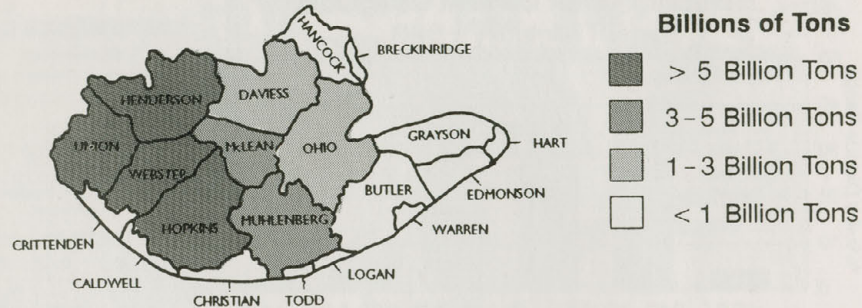 Billions of Tons
> 5 Billion Tons
3-5 Billion Tons
1-3 Billion Tons
< 1 Billion Tons
HANCOCK
BRECKINRIDGE
DAVIESS
HENDERSON
GRAYSON
HART
UNION
McLEAN
OHIO
WEBSTER
BUTLER
EDMONSON
HOPKINS
MUHLENBERG
WARREN
CRITTENDEN
CALDWELL
LOGAN
CHRISTIAN
TODD